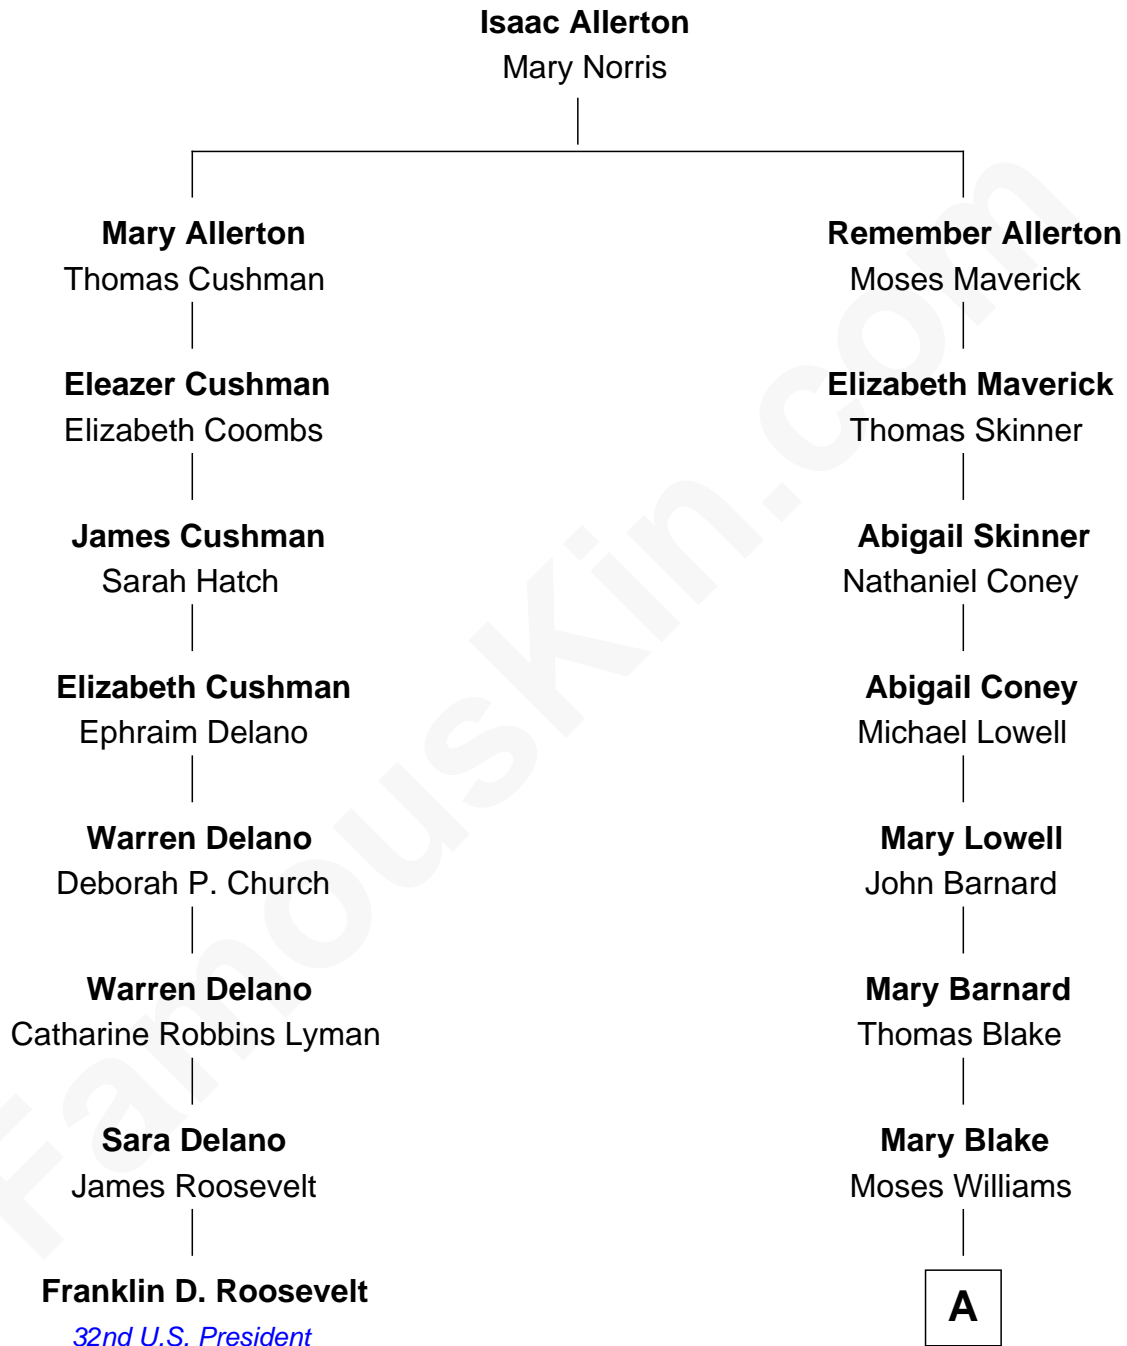 Isaac Allerton
Mary Norris
Mary Allerton
Thomas Cushman
Remember Allerton
Moses Maverick
Eleazer Cushman
Elizabeth Coombs
Elizabeth Maverick
Thomas Skinner
James Cushman
Sarah Hatch
Abigail Skinner
Nathaniel Coney
Elizabeth Cushman
Ephraim Delano
Abigail Coney
Michael Lowell
Warren Delano
Deborah P. Church
Mary Lowell
John Barnard
Warren Delano
Catharine Robbins Lyman
Mary Barnard
Thomas Blake
Sara Delano
James Roosevelt
Mary Blake
Moses Williams
Franklin D. Roosevelt
32nd U.S. President
A
FamousKin.com